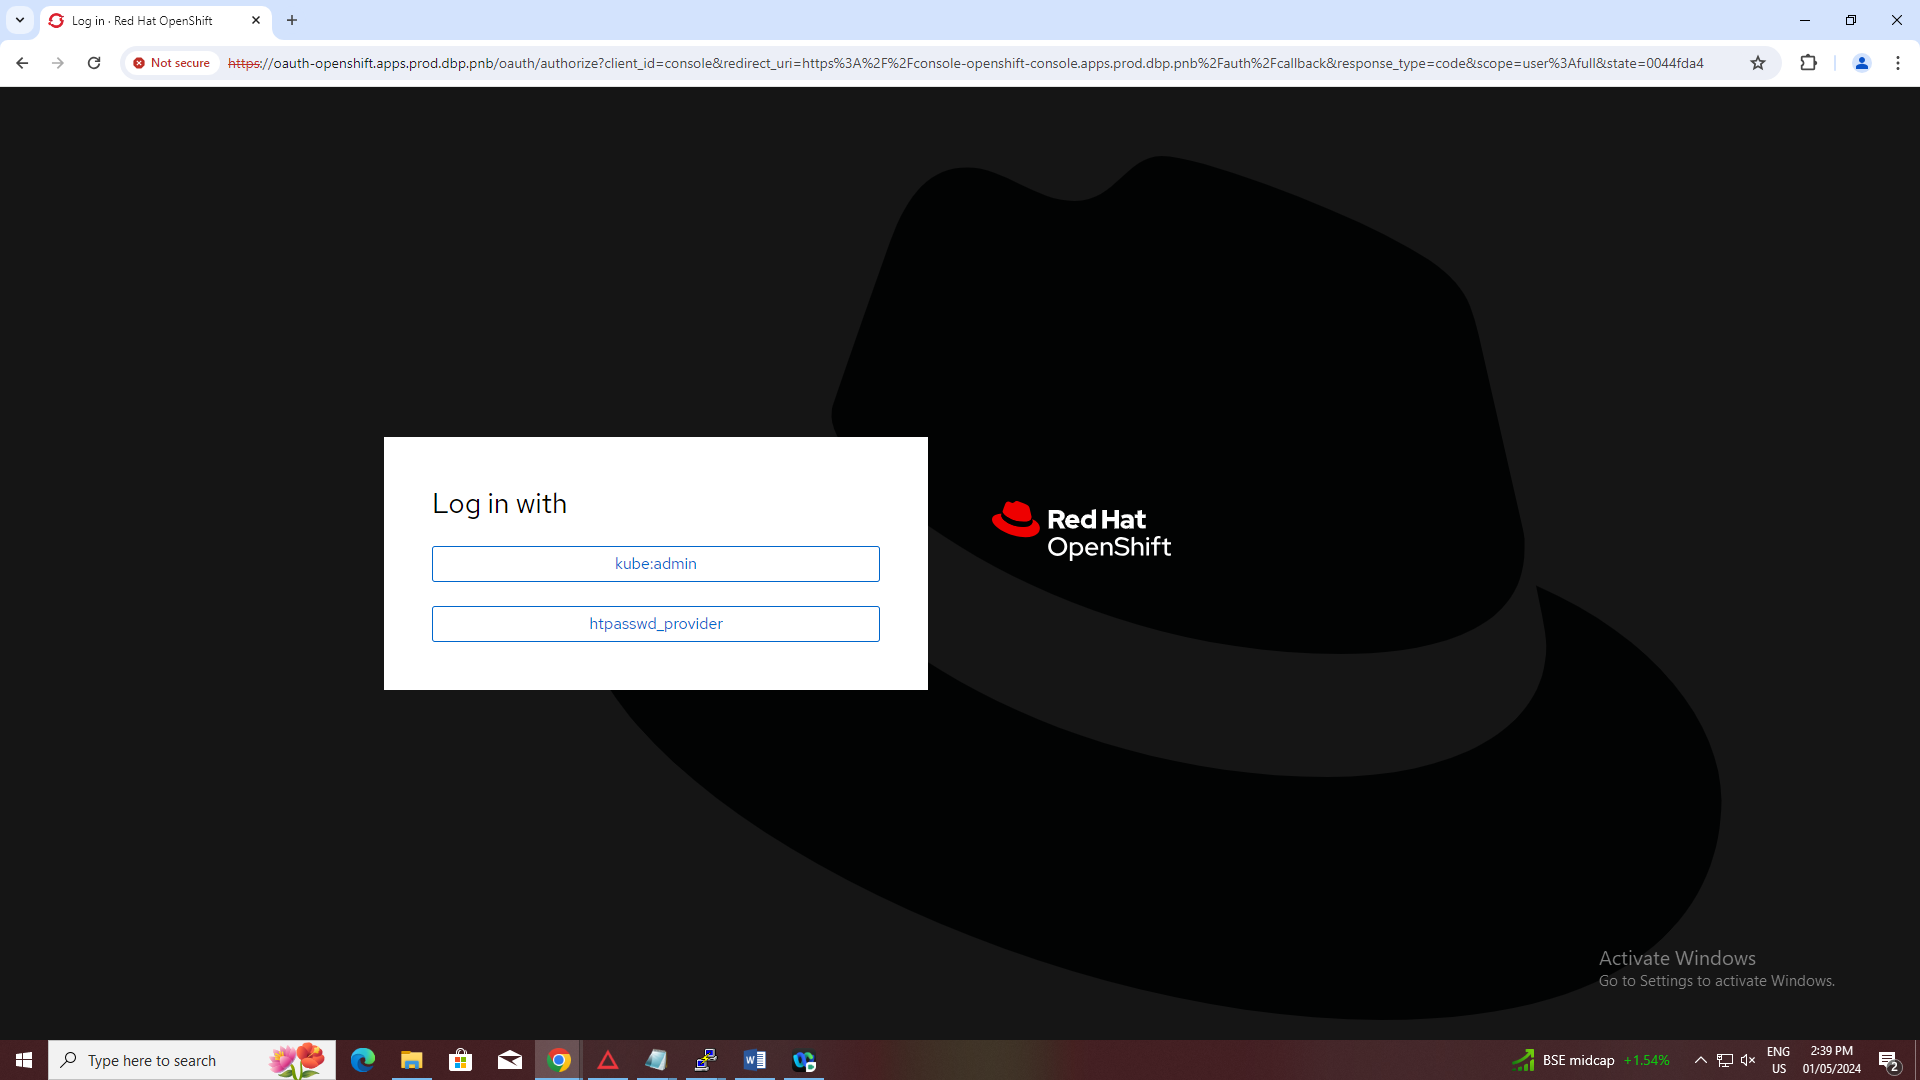 Log in · Red Hat OpenShift
Not secure
https://oauth-openshift.apps.prod.dbp.pnb/oauth/authorize?client_id=console&redirect_uri=https%3A%2F%2Fconsole-openshift-console.apps.prod.dbp.pnb%2Fauth%2Fcallback&response_type=code&scope=user%3Afull&state=0044fda4
Log in with
kube:admin
htpasswd_provider
Red Hat
OpenShift
Activate Windows
Go to Settings to activate Windows.
Type here to search
BSE midcap +1.54%
ENG
US
2:39 PM
01/05/2024
2